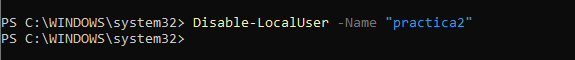 PS C:\WINDOWS\system32> Disable-LocalUser -Name "practica2"
PS C:\WINDOWS\system32>